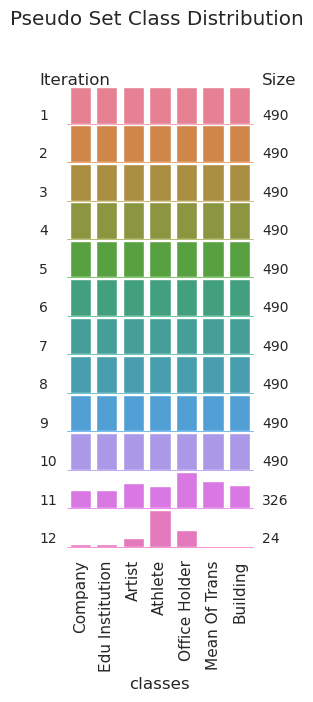 Pseudo Set Class Distribution
Iteration Size
1 490
2 490
3 490
4 490
5 490
6 490
7 490
8 490
9 490
10 490
11 326
12 24
Company
Edu Institution
Artist
Athlete
Office Holder
Mean Of Trans
Building
classes